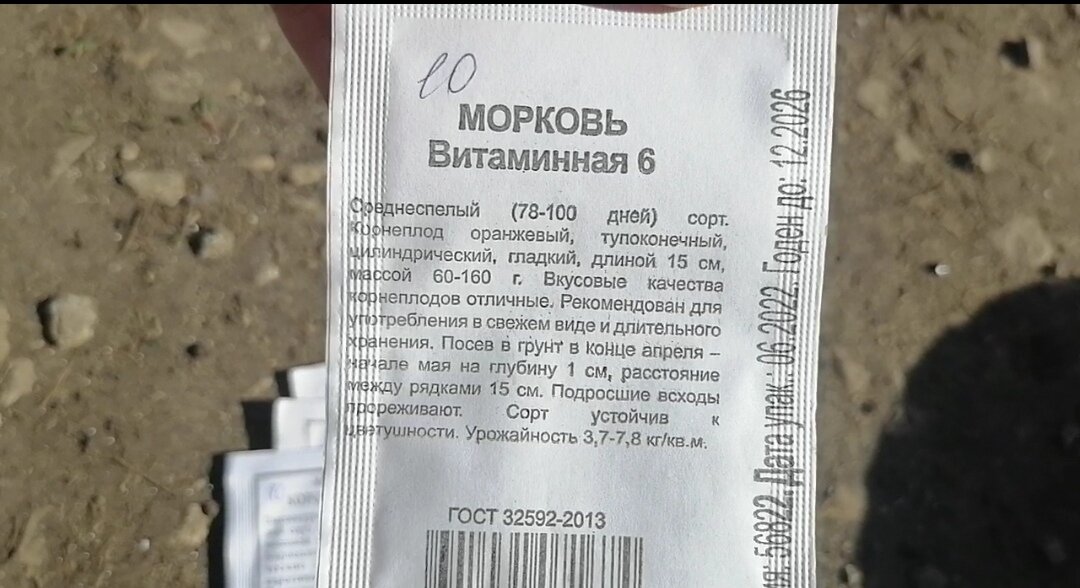 10
МОРКОВЬ
Витаминная 6
Среднеспелый (78-100 дней) сорт.
Корнеплод оранжевый, тупоконечный,
цилиндрический, гладкий, длиной 15 см,
массой 60-160 г. Вкусовые качества
корнеплодов отличные. Рекомендован для
употребления в свежем виде и длительного
хранения. Посев в грунт в конце апреля –
начале мая на глубину 1 см, расстояние
между рядками 15 см. Подросшие всходы
прореживают. Сорт устойчив к
цветушности. Урожайность 3,7-7,8 кг/кв.м.
ГОСТ 32592-2013
56822. Дата упак.: 06.2022. Годен до: 12.2026
10